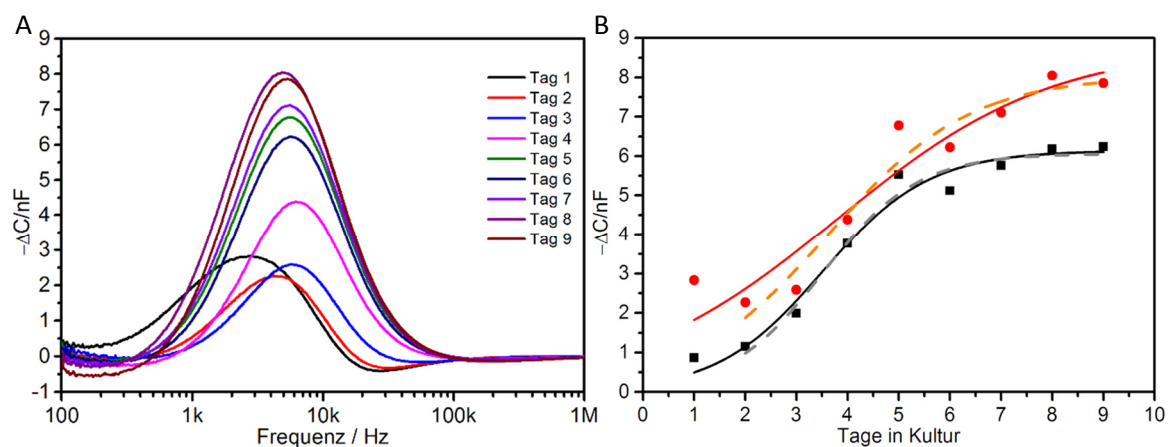 A
−ΔC/nF
9
8
7
6
5
4
3
2
1
0
-1
100
1k
10k
100k
1M
Frequenz / Hz
Tag 1
Tag 2
Tag 3
Tag 4
Tag 5
Tag 6
Tag 7
Tag 8
Tag 9
B
−ΔC/nF
9
8
7
6
5
4
3
2
1
0
0
1
2
3
4
5
6
7
8
9
10
Tage in Kultur